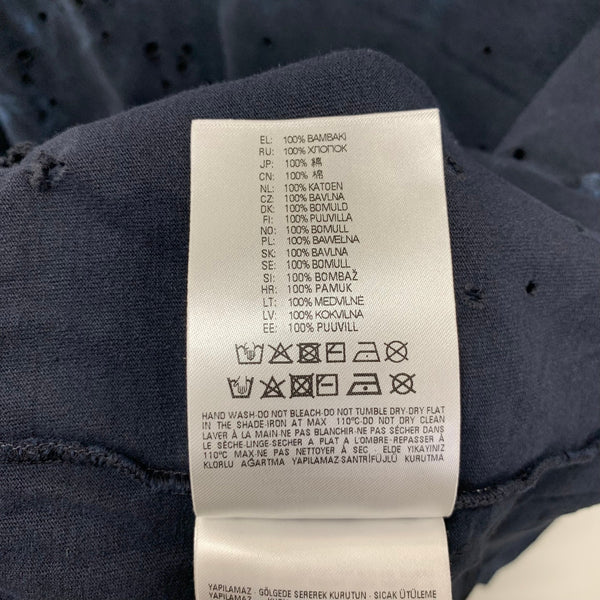 EL: 100% BAMBAKI
RU: 100% ХЛОПОК
JP: 100% 綿
CN: 100% 棉
NL: 100% KATOEN
CZ: 100% BAVLNA
DK: 100% BOMULD
FI: 100% PUUVILLA
NO: 100% BOMULL
PL: 100% BAWEŁNA
SK: 100% BAVLNA
SE: 100% BOMULL
SI: 100% BOMBAŽ
HR: 100% PAMUK
LT: 100% MEDVILNĖ
LV: 100% KOKVILNA
EE: 100% PUUVILL
HAND WASH-DO NOT BLEACH-DO NOT TUMBLE DRY-DRY FLAT
IN THE SHADE-IRON AT MAX 110°C-DO NOT DRY CLEAN
LAVER À LA MAIN-NE PAS BLANCHIR-NE PAS SÉCHER DANS
LE SÈCHE-LINGE-SÉCHER A PLAT A L'OMBRE-REPASSER À
110°C MAX-NE PAS NETTOYER À SEC - ELDE YIKAYINIZ
KLORLU AĞARTMA YAPILAMAZ-SANTRİFÜJLÜ KURUTMA
YAPILAMAZ - GÖLGEDE SEREREK KURUTUN - SICAK ÜTÜLEME